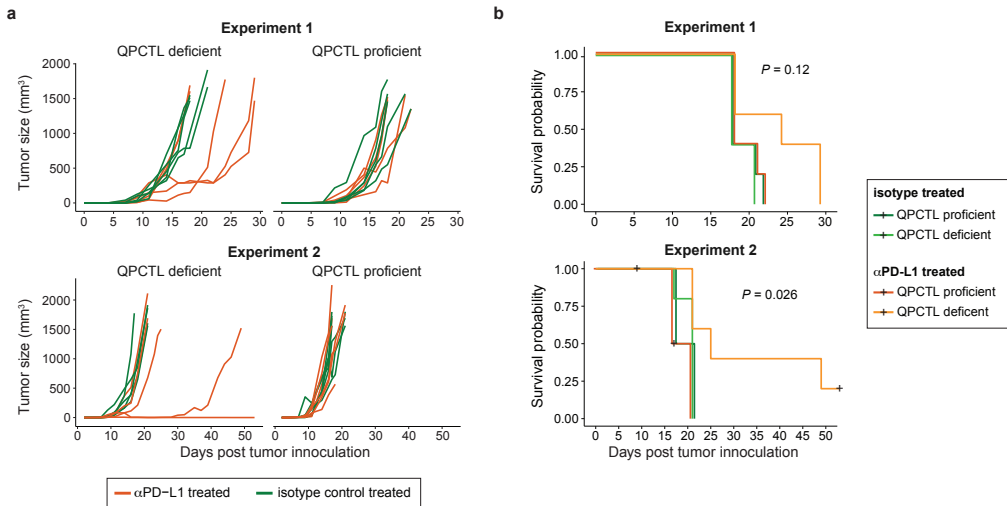 a
Experiment 1
QPCTL deficient
QPCTL proficient
Tumor size (mm³)
2000
1500
1000
500
0
0 5 10 15 20 25 30
0 5 10 15 20 25 30
Experiment 2
QPCTL deficient
QPCTL proficient
Tumor size (mm³)
2000
1500
1000
500
0
0 10 20 30 40 50
0 10 20 30 40 50
Days post tumor innoculation
αPD−L1 treated
isotype control treated
b
Experiment 1
Survival probability
1.00
0.75
0.50
0.25
0.00
P = 0.12
0 10 15 20 25 30
Experiment 2
Survival probability
1.00
0.75
0.50
0.25
0.00
P = 0.026
0 5 10 15 20 25 30 35 40 45 50
Days post tumor innoculation
isotype treated
QPCTL proficient
QPCTL deficient
αPD-L1 treated
QPCTL proficient
QPCTL deficent